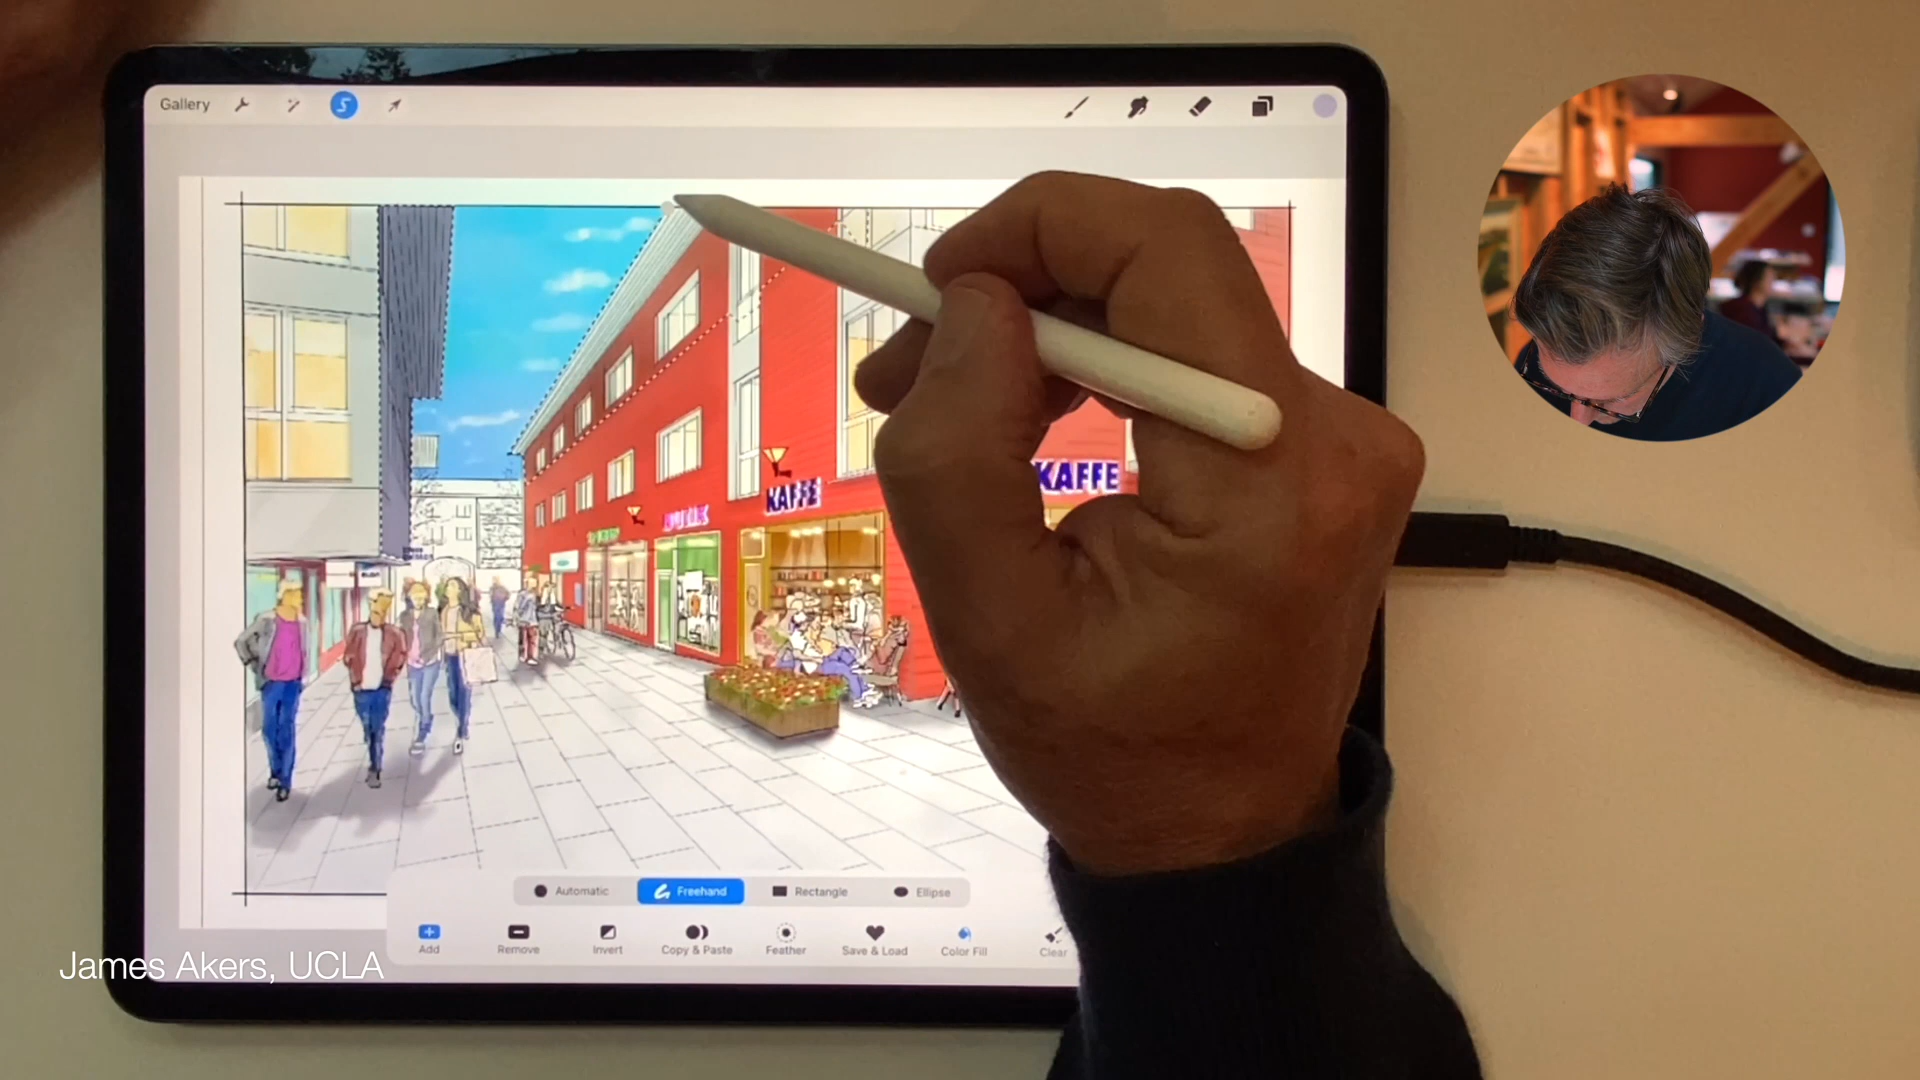 Gallery
KAFFE
KAFFE
Automatic
Freehand
Rectangle
Ellipse
Add
Remove
Invert
Copy & Paste
Feather
Save & Load
Color Fill
Clear
James Akers, UCLA